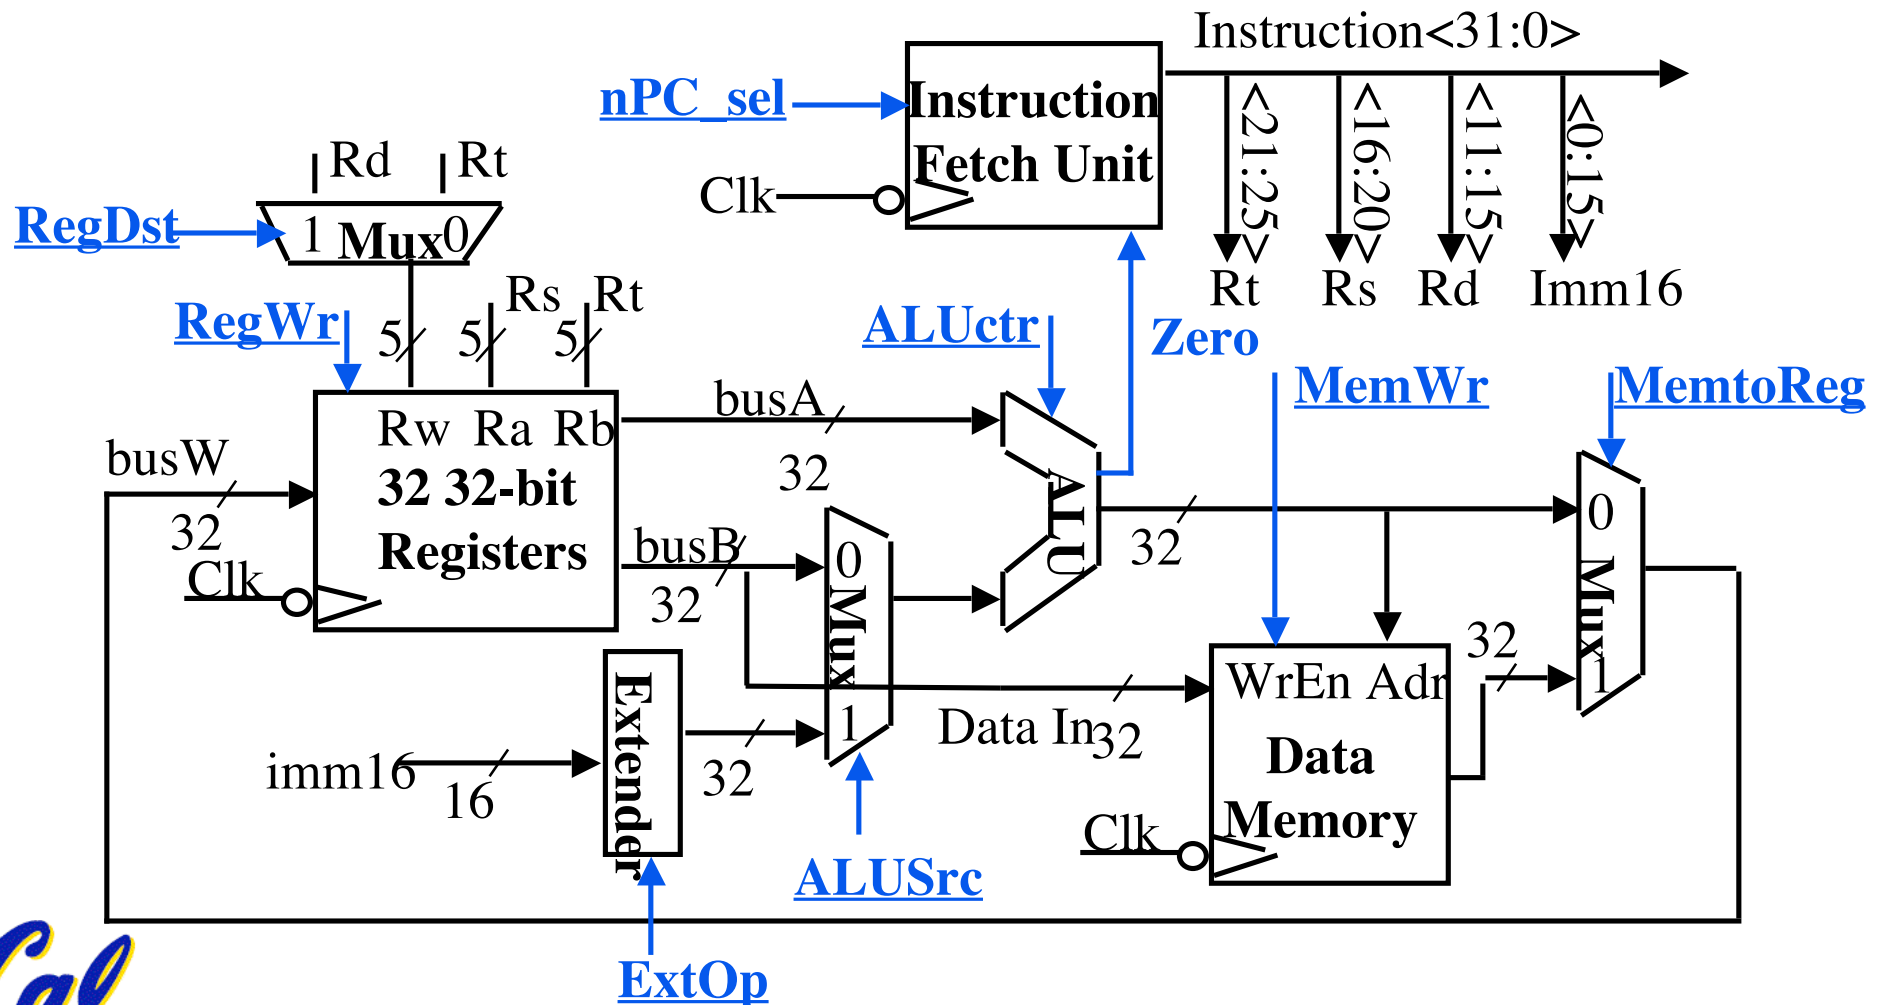 Instruction<31:0>
nPC_sel
Instruction
Fetch Unit
Clk
<21:25>
<16:20>
<11:15>
<0:15>
Rt
Rs
Rd
Imm16
Rd
Rt
RegDst
1 Mux 0
RegWr
5
5
Rs
5
Rt
ALUctr
Zero
MemWr
MemtoReg
busA
32
busW
32
Rw Ra Rb
32 32-bit
Registers
Clk
busB
32
0
Mux
1
ALU
32
0
Mux
1
32
WrEn Adr
Data In
32
Data
Memory
Clk
imm16
16
Extender
32
ALUSrc
ExtOp
Cal